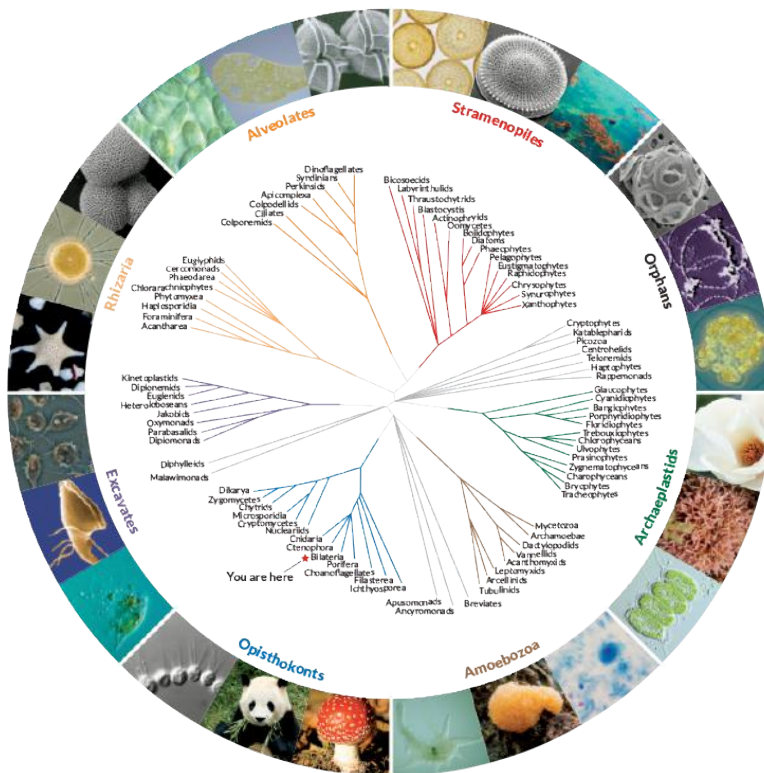 Alveolates
Stramenopiles
Orphans
Archaeplastids
Amoebozoa
Opisthokonts
Excavates
Rhizaria
Dinoflagellates
Syndinians
Perkinsids
Apicomplexa
Colpodellids
Ciliates
Colponemids
Bicosoecids
Labyrinthulids
Thraustochytrids
Blastocystis
Actinophryids
Oomycetes
Bolidophytes
Diatoms
Phaeophytes
Pelagophytes
Eustigmatophytes
Raphidophytes
Chrysophytes
Synurophytes
Xanthophytes
Cryptophytes
Katablepharids
Picozoa
Centrohelids
Telonemids
Haptophytes
Rappemonads
Glaucophytes
Cyanidiophytes
Bangiophytes
Porphyridiophytes
Floridiophytes
Trebouxiophytes
Chlorophyceans
Ulvophytes
Prasinophytes
Zygnematophyceans
Charophyceans
Bryophytes
Tracheophytes
Mycetozoa
Archamoebae
Dactylopodids
Vannellids
Acanthomyxids
Leptomyxids
Arcellinids
Tubulinids
Breviates
Ancyromonads
Apusomonads
Ichthyosporea
Filasterea
Choanoflagellates
Porifera
Bilateria
Ctenophora
Cnidaria
Nucleariids
Cryptomycetes
Microsporidia
Chytrids
Zygomycetes
Dikarya
You are here
Malawimonads
Diphylleids
Dipiomonads
Parabasalids
Oxymonads
Jakobids
Heteroloboseans
Euglenids
Diplonemids
Kinetoplastids
Acantharea
Foraminifera
Haplosporidia
Phytomyxea
Chlorarachniophytes
Phaeodarea
Cercomonads
Euglyphids